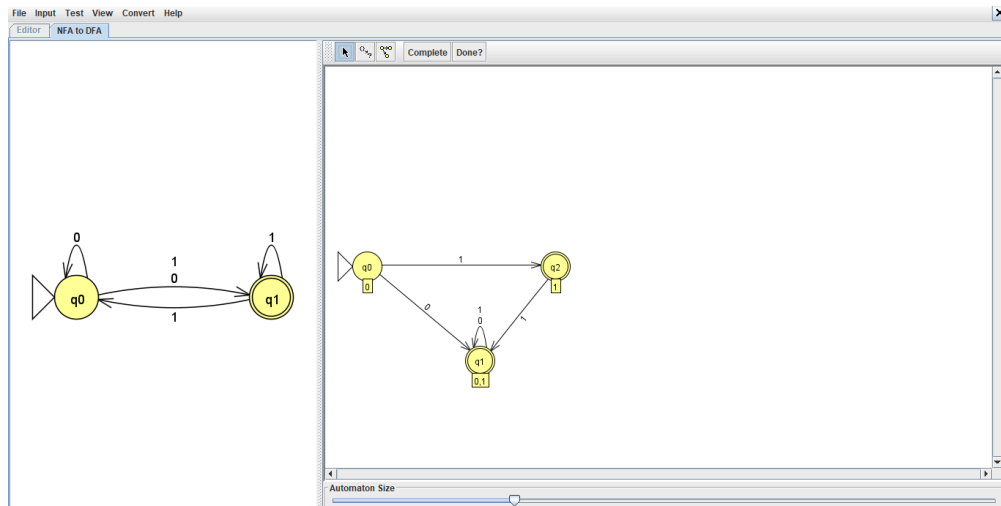 File Input Test View Convert Help
Editor NFA to DFA
Complete Done?
0
1
1
0
q0
q1
1
q0
0
1
q2
1
0
1
0
1
q1
0,1
Automaton Size